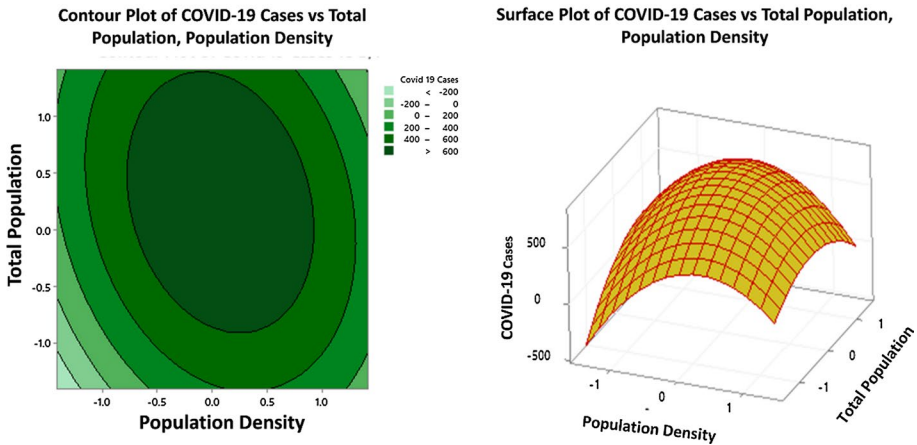 Contour Plot of COVID-19 Cases vs Total
Population, Population Density
Covid 19 Cases
< -200
-200 – 0
0 – 200
200 – 400
400 – 600
> 600
1.0
0.5
0.0
-0.5
-1.0
Total Population
-1.0 -0.5 0.0 0.5 1.0
Population Density
Surface Plot of COVID-19 Cases vs Total Population,
Population Density
500
0
-500
COVID-19 Cases
-1 0 1
Population Density
-1 0 1
Total Population